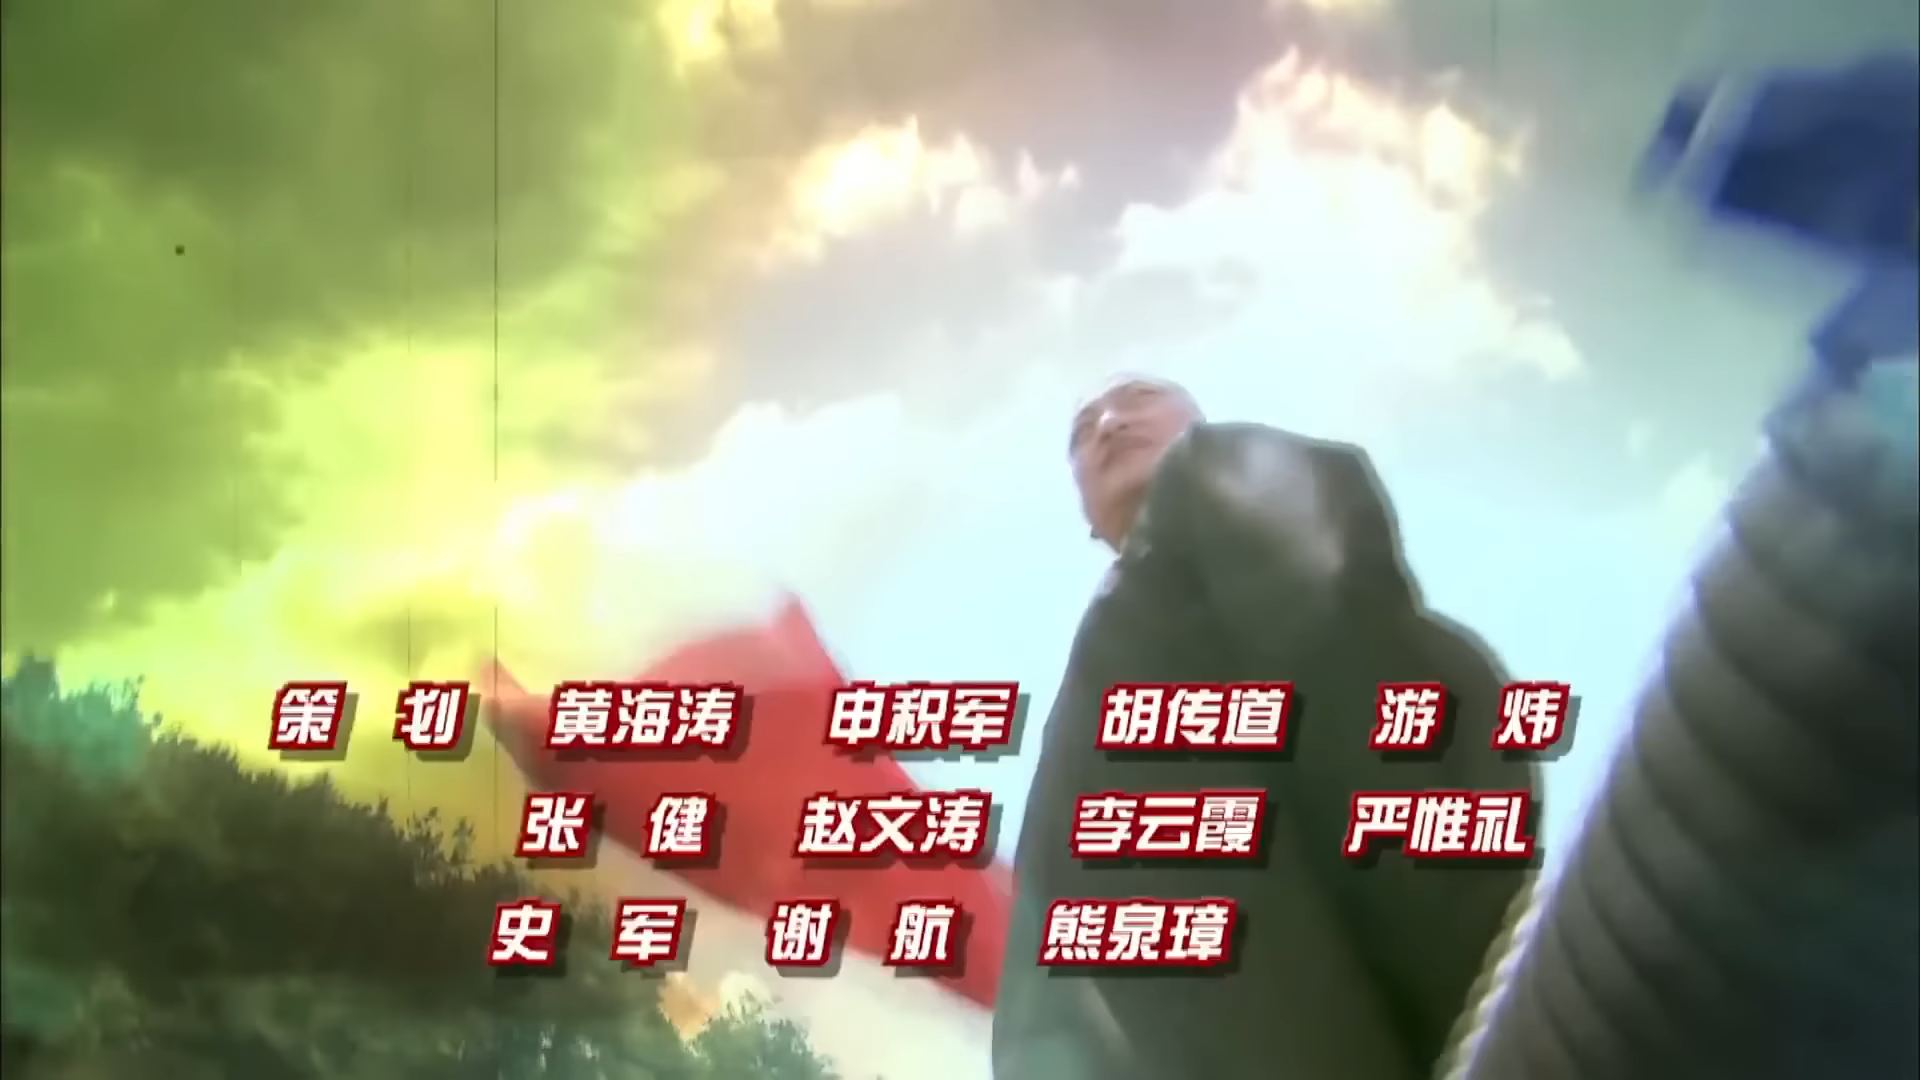 策 划 黄海涛 申积军 胡传道 游 炜
张 健 赵文涛 李云霞 严惟礼
史 军 谢 航 熊泉璋